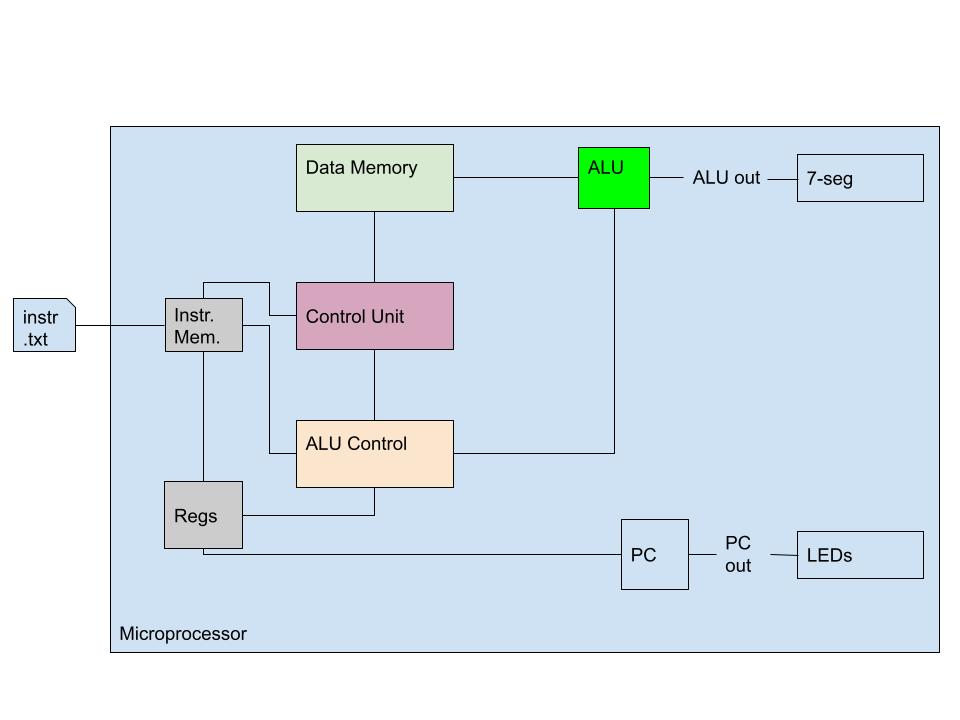 Data Memory
ALU
ALU out
7-seg
instr
.txt
Instr.
Mem.
Control Unit
ALU Control
Regs
PC
PC
out
LEDs
Microprocessor